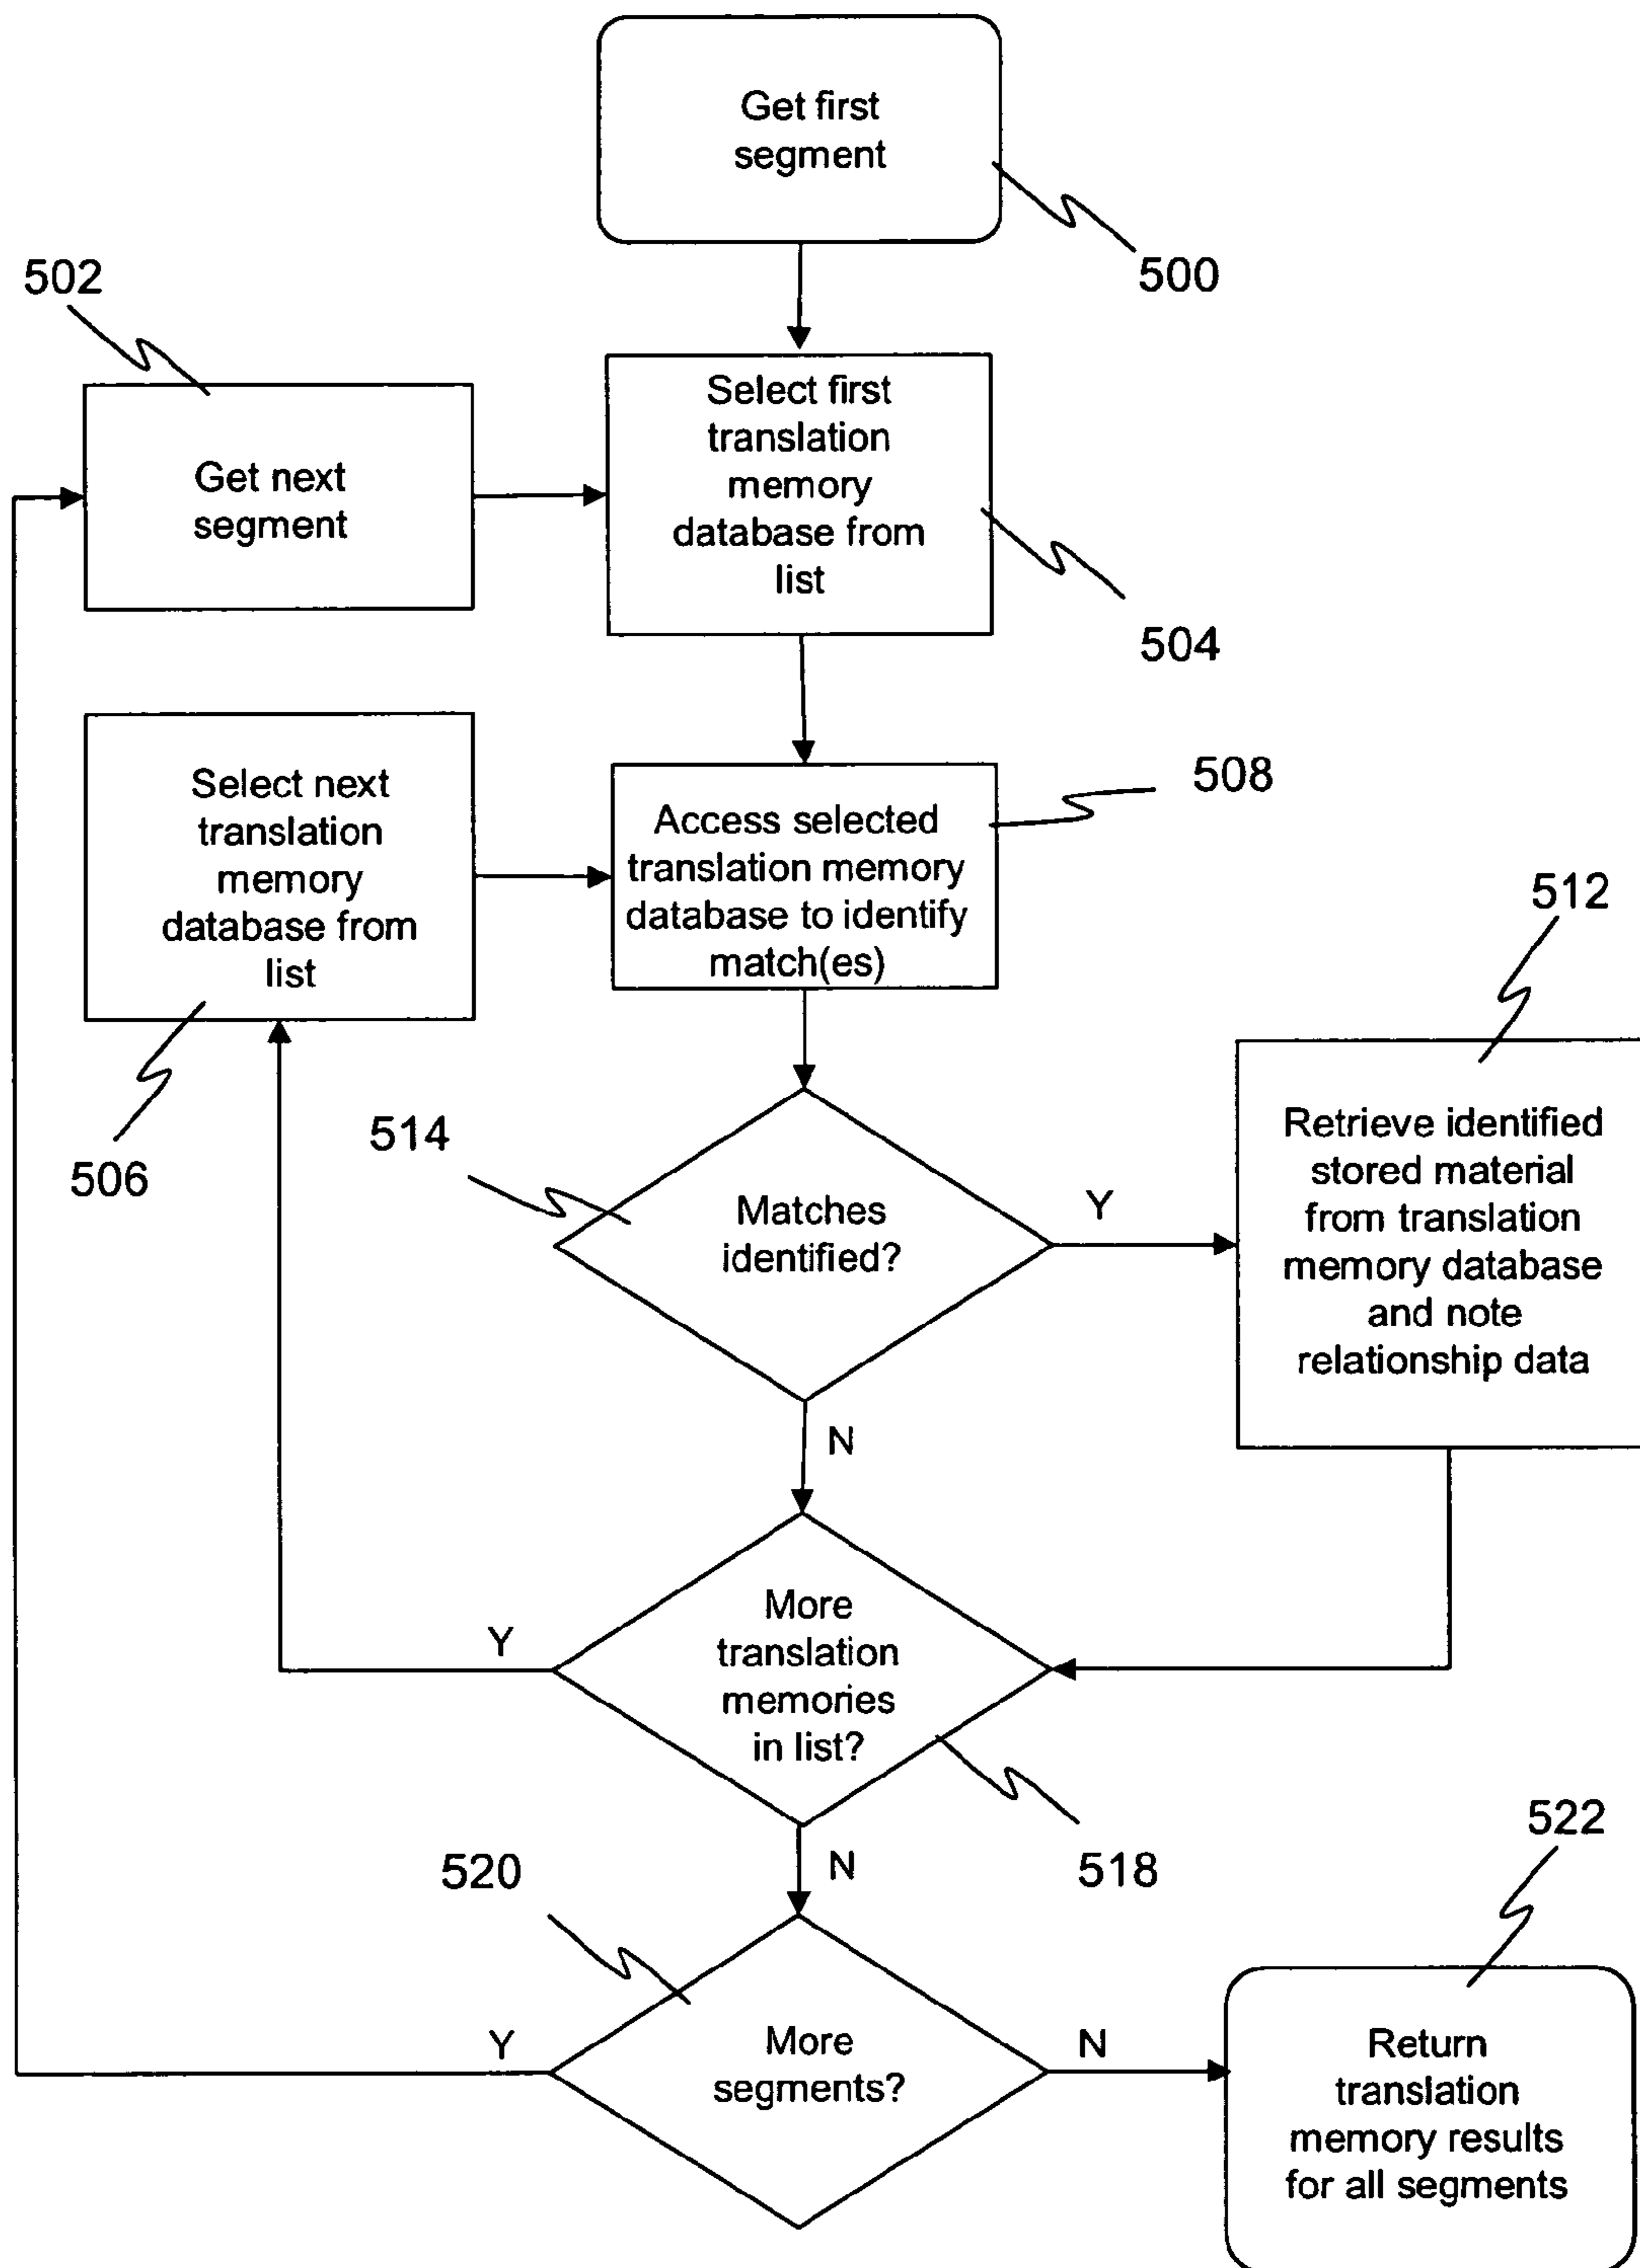 Get first
segment
500
502
Get next
segment
Select first
translation
memory
database from
list
504
Select next
translation
memory
database from
list
506
Access selected
translation memory
database to identify
match(es)
508
512
Retrieve identified
stored material
from translation
memory database
and note
relationship data
514
Matches
identified?
Y
N
More
translation
memories
in list?
Y
N
518
520
522
More
segments?
Y
N
Return
translation
memory results
for all segments